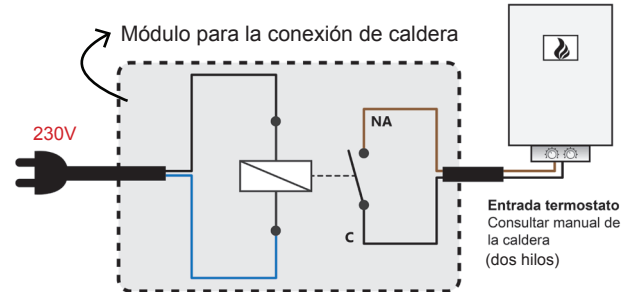 Módulo para la conexión de caldera
230V
NA
C
Entrada termostato
Consultar manual de
la caldera
(dos hilos)